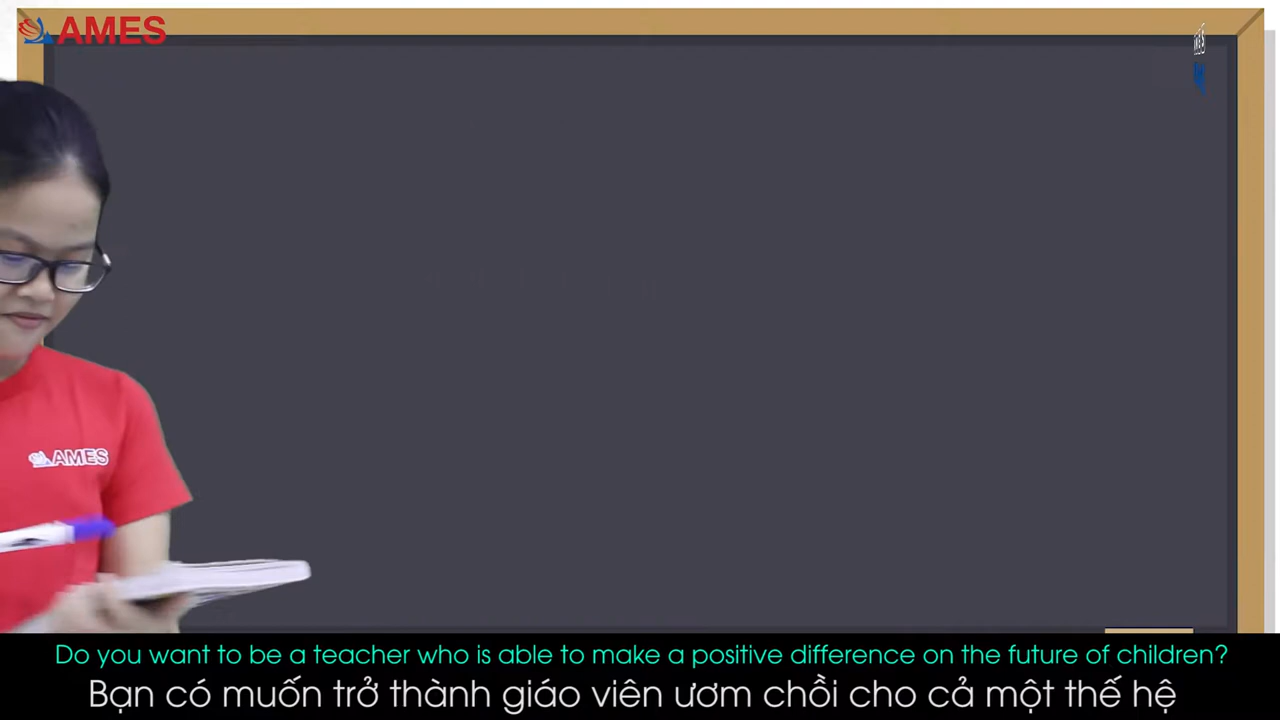 AMES
AMES
Do you want to be a teacher who is able to make a positive difference on the future of children?
Bạn có muốn trở thành giáo viên ươm chồi cho cả một thế hệ